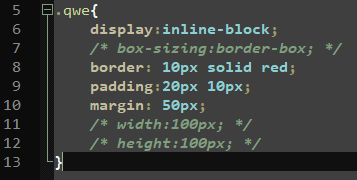 5 .qwe{
6 display:inline-block;
7 /* box-sizing:border-box; */
8 border: 10px solid red;
9 padding:20px 10px;
10 margin: 50px;
11 /* width:100px; */
12 /* height:100px; */
13 }